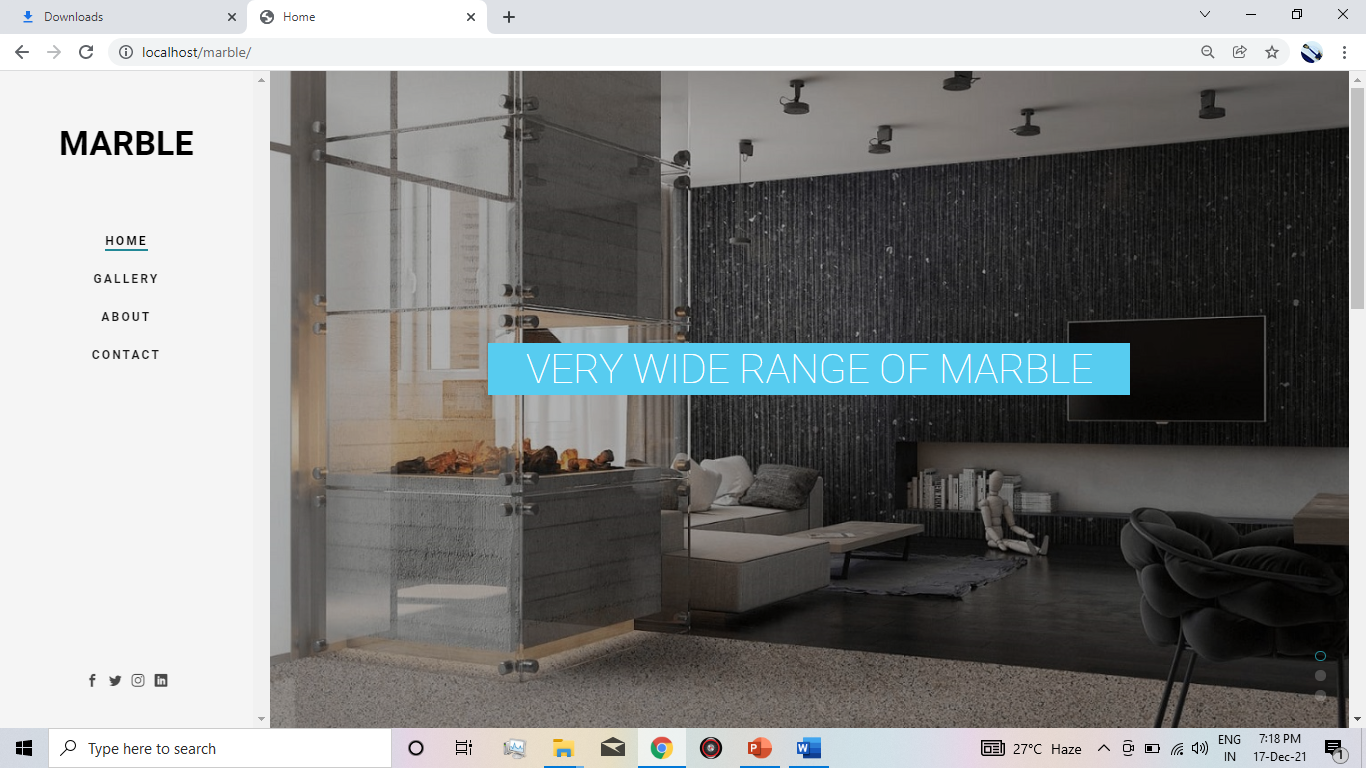 Downloads
Home
localhost/marble/
MARBLE
HOME
GALLERY
ABOUT
CONTACT
VERY WIDE RANGE OF MARBLE
Type here to search
27°C Haze
ENG
IN
7:18 PM
17-Dec-21
1